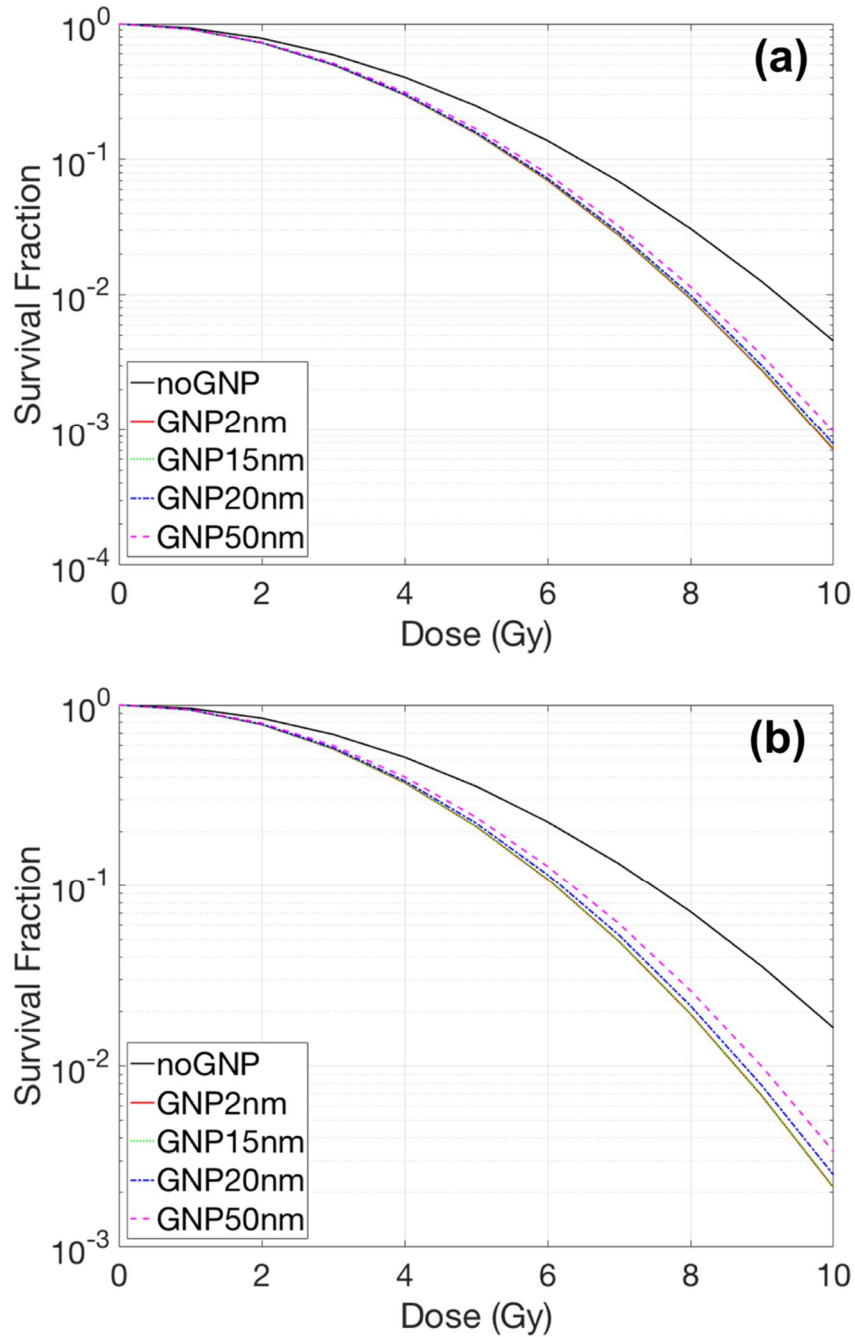 (a)
10^0
10^-1
10^-2
10^-3
10^-4
Survival Fraction
noGNP
GNP2nm
GNP15nm
GNP20nm
GNP50nm
0 2 4 6 8 10
Dose (Gy)
(b)
10^0
10^-1
10^-2
10^-3
Survival Fraction
noGNP
GNP2nm
GNP15nm
GNP20nm
GNP50nm
0 2 4 6 8 10
Dose (Gy)